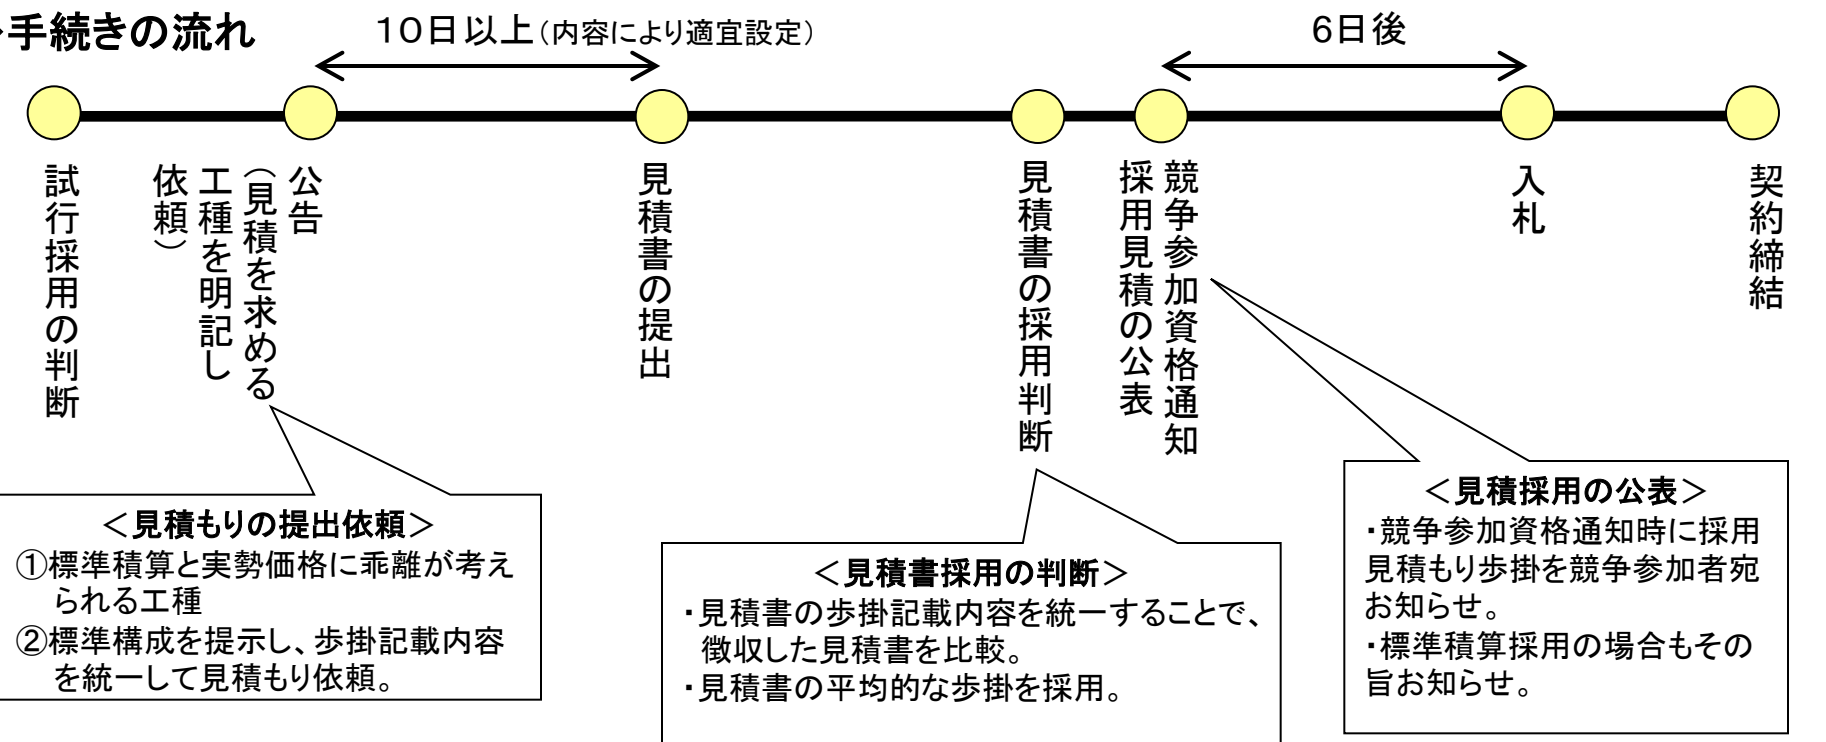 手続きの流れ
10日以上(内容により適宜設定)
6日後
試行採用の判断
公告
(見積を求める
工種を明記し
依頼)
見積書の提出
見積書の採用判断
競争参加資格通知
採用見積の公表
入札
契約締結
＜見積もりの提出依頼＞
①標準積算と実勢価格に乖離が考え
られる工種
②標準構成を提示し、歩掛記載内容
を統一して見積もり依頼。
＜見積書採用の判断＞
・見積書の歩掛記載内容を統一することで、
徴収した見積書を比較。
・見積書の平均的な歩掛を採用。
＜見積採用の公表＞
・競争参加資格通知時に採用
見積もり歩掛を競争参加者宛
お知らせ。
・標準積算採用の場合もその
旨お知らせ。